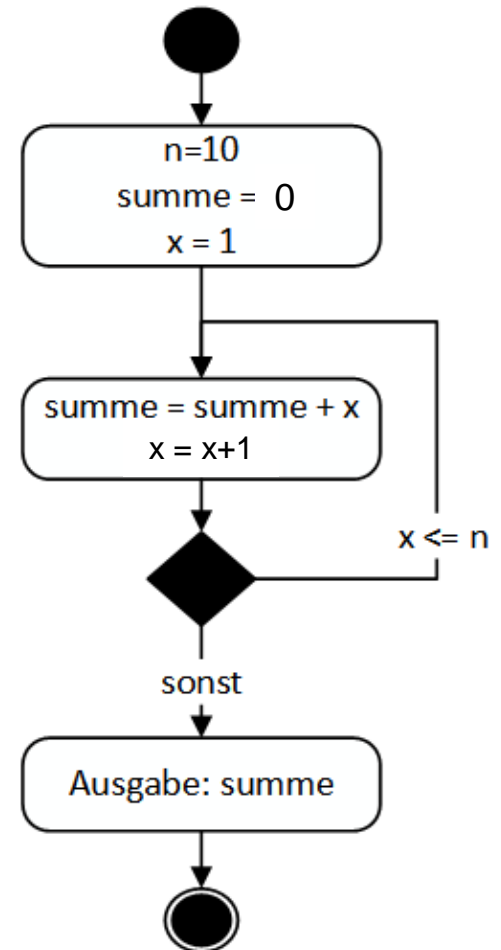 n=10
summe = 0
x = 1
summe = summe + x
x = x+1
x <= n
sonst
Ausgabe: summe